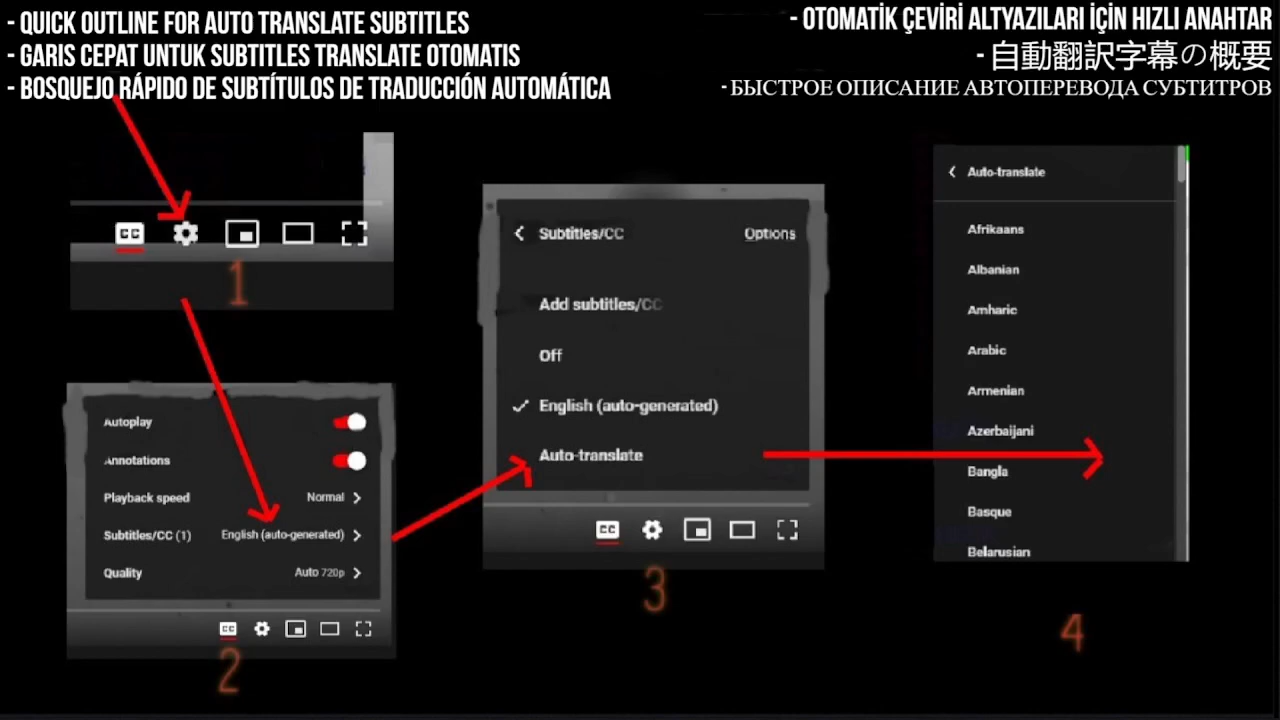 - QUICK OUTLINE FOR AUTO TRANSLATE SUBTITLES
- GARIS CEPAT UNTUK SUBTITLES TRANSLATE OTOMATIS
- BOSQUEJO RÁPIDO DE SUBTÍTULOS DE TRADUCCIÓN AUTOMÁTICA
- OTOMATİK ÇEVİRİ ALTYAZILARI İÇİN HIZLI ANAHTAR
- 自動翻訳字幕の概要
- БЫСТРОЕ ОПИСАНИЕ АВТОПЕРЕВОДА СУБТИТРОВ
CC
1
Autoplay
Annotations
Playback speed Normal
Subtitles/CC (1) English (auto-generated)
Quality Auto 720p
CC
2
Subtitles/CC Options
Add subtitles/CC
Off
English (auto-generated)
Auto-translate
CC
3
Auto-translate
Afrikaans
Albanian
Amharic
Arabic
Armenian
Azerbaijani
Bangla
Basque
Belarusian
4